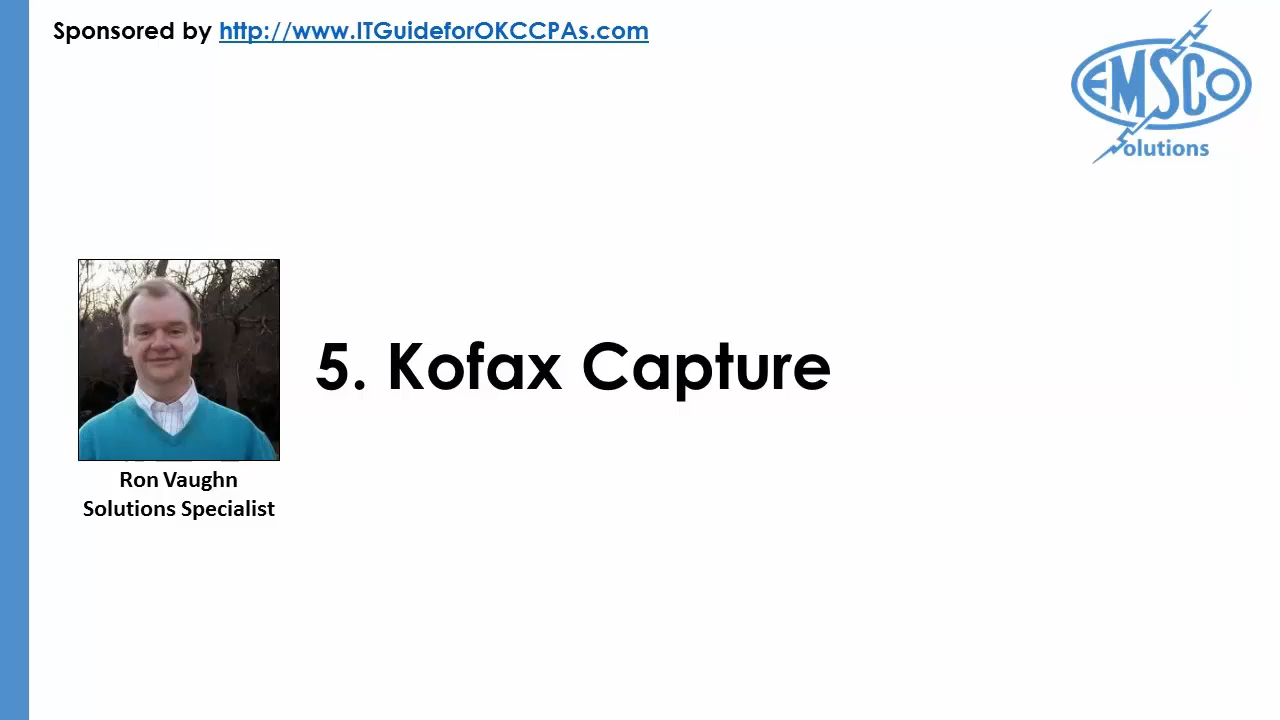 Sponsored by http://www.ITGuideforOKCCPAs.com
EMSCO
Solutions
5. Kofax Capture
Ron Vaughn
Solutions Specialist